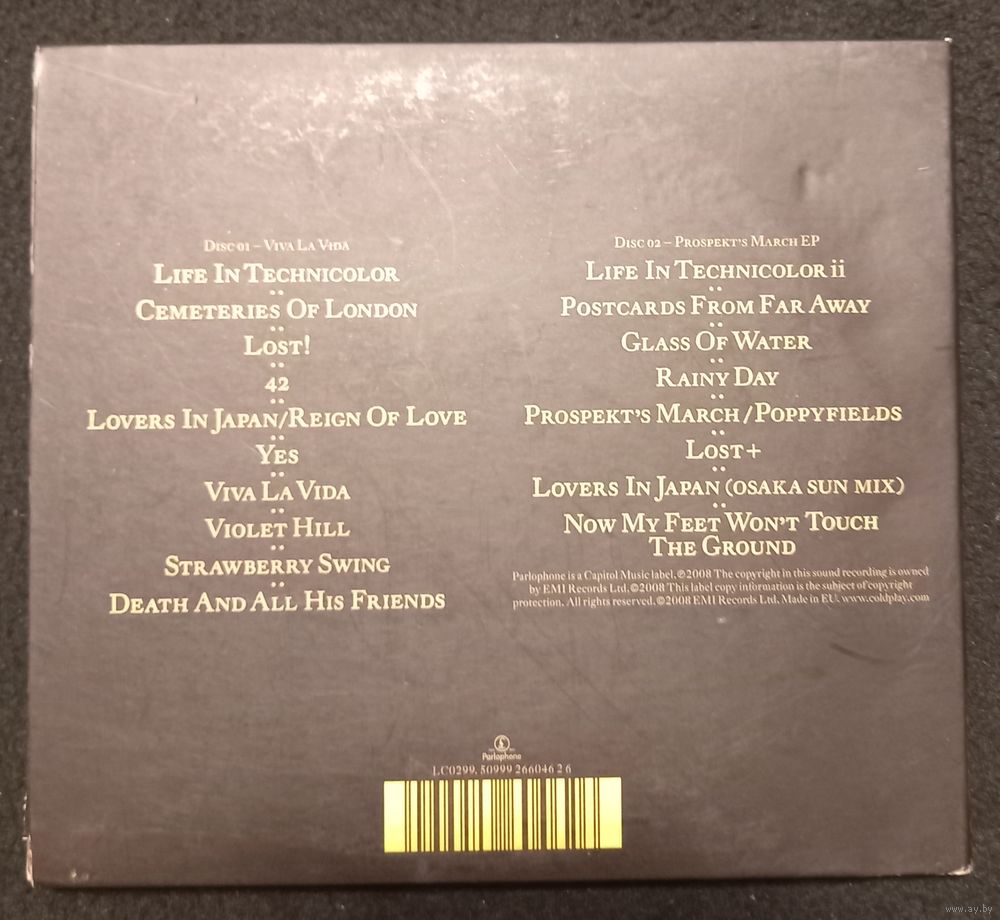 Disc 01 – Viva La Vida
Life In Technicolor
Cemeteries Of London
Lost!
42
Lovers In Japan/Reign Of Love
Yes
Viva La Vida
Violet Hill
Strawberry Swing
Death And All His Friends
Disc 02 – Prospekt's March EP
Life In Technicolor ii
Postcards From Far Away
Glass Of Water
Rainy Day
Prospekt's March/Poppyfields
Lost+
Lovers In Japan (osaka sun mix)
Now My Feet Won't Touch
The Ground
Parlophone is a Capitol Music label. ℗2008 The copyright in this sound recording is owned
by EMI Records Ltd. ©2008 This label copy information is the subject of copyright
protection. All rights reserved. ©2008 EMI Records Ltd. Made in EU. www.coldplay.com
Parlophone
LC0299. 50999 266046 2 6
www.ay.by